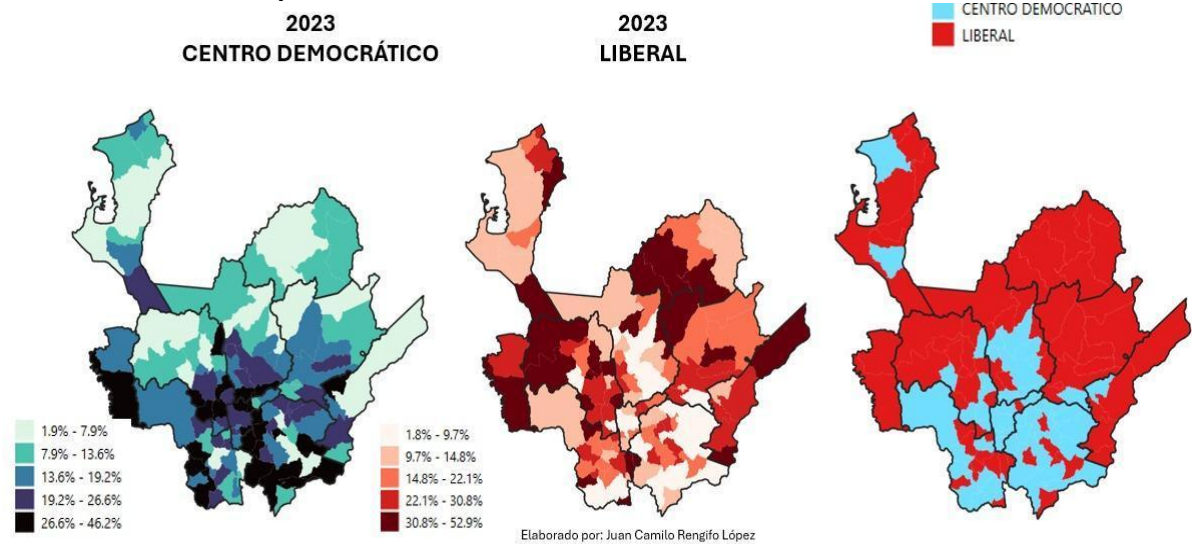 2023
CENTRO DEMOCRÁTICO
2023
LIBERAL
CENTRO DEMOCRATICO
LIBERAL
1.9% - 7.9%
7.9% - 13.6%
13.6% - 19.2%
19.2% - 26.6%
26.6% - 46.2%
1.8% - 9.7%
9.7% - 14.8%
14.8% - 22.1%
22.1% - 30.8%
30.8% - 52.9%
Elaborado por: Juan Camilo Rengifo López